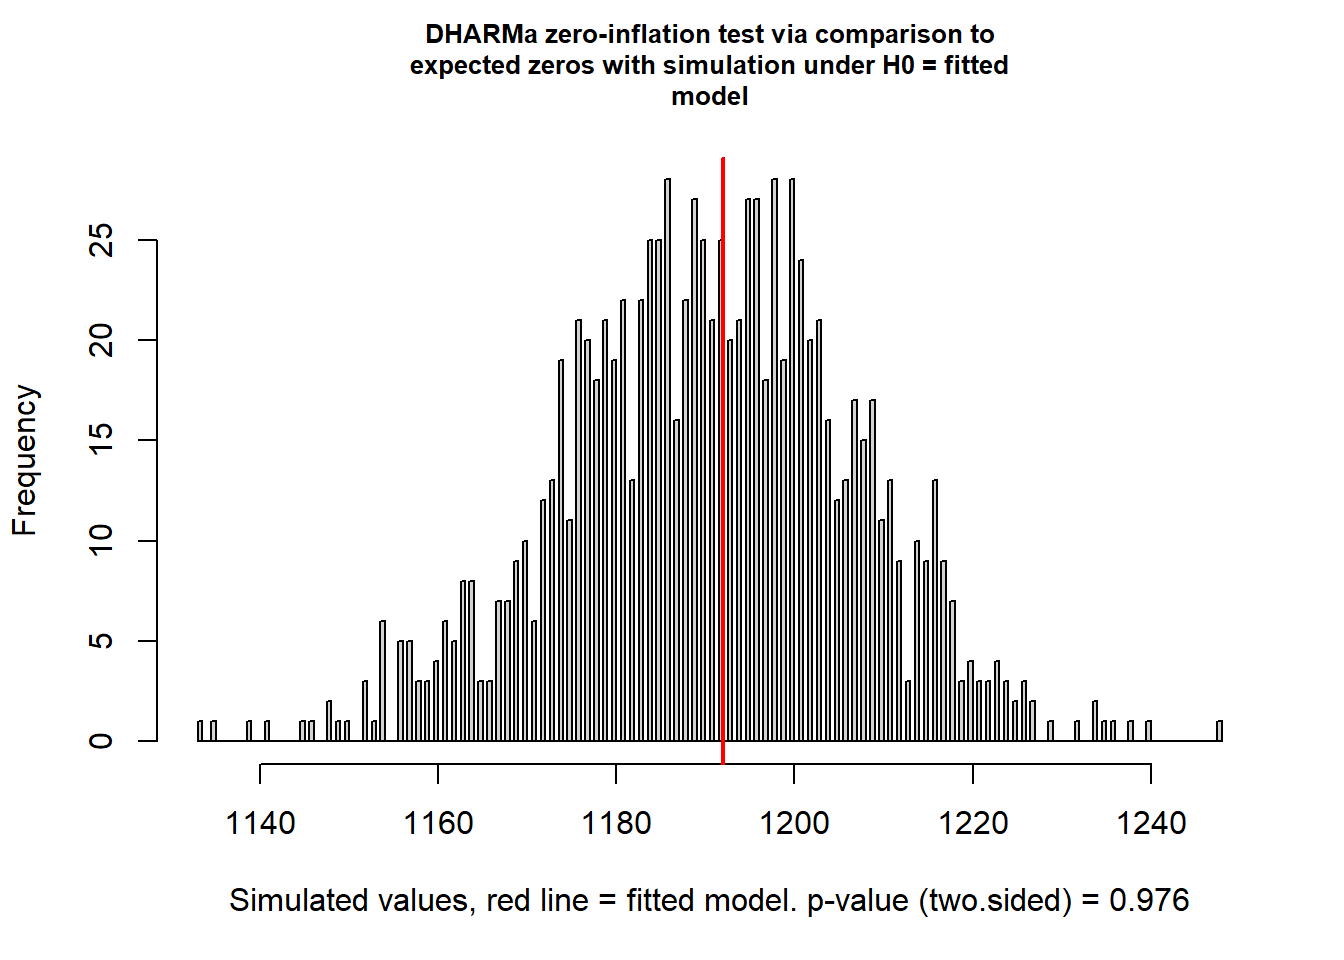 DHARMa zero-inflation test via comparison to
expected zeros with simulation under H0 = fitted
model
Frequency
25
20
15
10
5
0
1140 1160 1180 1200 1220 1240
Simulated values, red line = fitted model. p-value (two.sided) = 0.976